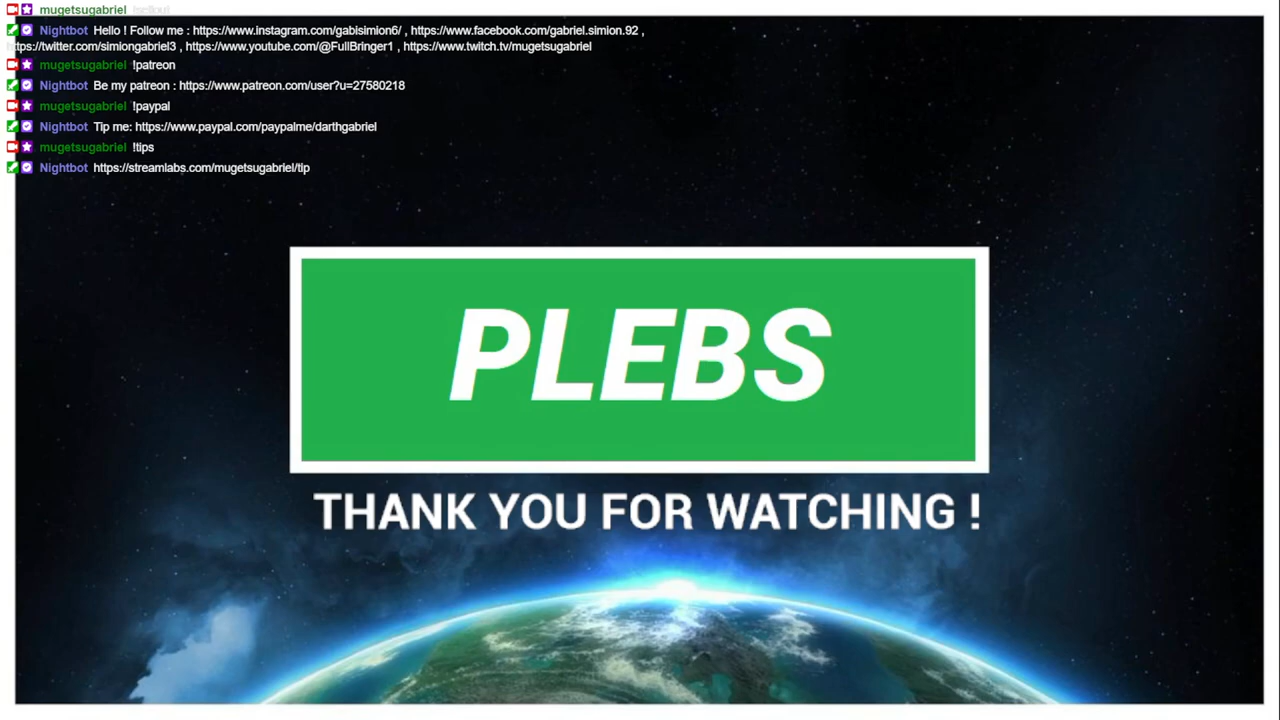 mugetsugabriel !sellout
Nightbot Hello ! Follow me : https://www.instagram.com/gabisimion6/ , https://www.facebook.com/gabriel.simion.92 ,
https://twitter.com/simiongabriel3 , https://www.youtube.com/@FullBringer1 , https://www.twitch.tv/mugetsugabriel
mugetsugabriel !patreon
Nightbot Be my patreon : https://www.patreon.com/user?u=27580218
mugetsugabriel !paypal
Nightbot Tip me: https://www.paypal.com/paypalme/darthgabriel
mugetsugabriel !tips
Nightbot https://streamlabs.com/mugetsugabriel/tip
PLEBS
THANK YOU FOR WATCHING !